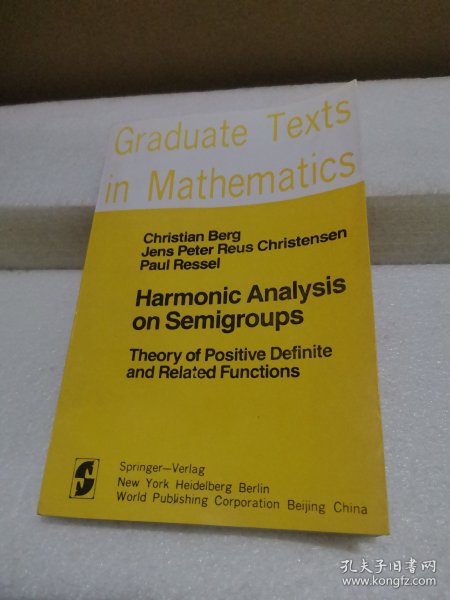 Graduate Texts
in Mathematics
Christian Berg
Jens Peter Reus Christensen
Paul Ressel
Harmonic Analysis
on Semigroups
Theory of Positive Definite
and Related Functions
Springer—Verlag
New York Heidelberg Berlin
World Publishing Corporation Beijing China
孔夫子旧书网
www.kongfz.com